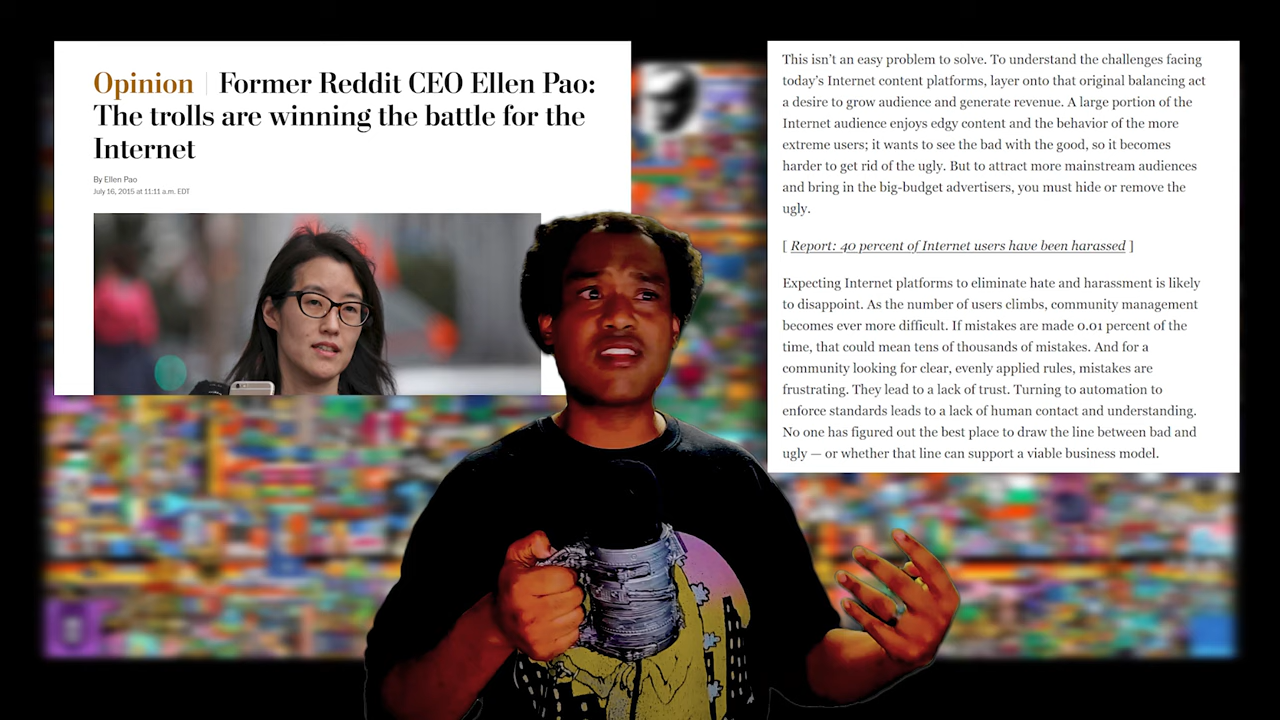 Opinion | Former Reddit CEO Ellen Pao:
The trolls are winning the battle for the
Internet
By Ellen Pao
July 16, 2015 at 11:11 a.m. EDT
This isn't an easy problem to solve. To understand the challenges facing
today's Internet content platforms, layer onto that original balancing act
a desire to grow audience and generate revenue. A large portion of the
Internet audience enjoys edgy content and the behavior of the more
extreme users; it wants to see the bad with the good, so it becomes
harder to get rid of the ugly. But to attract more mainstream audiences
and bring in the big-budget advertisers, you must hide or remove the
ugly.
[ Report: 40 percent of Internet users have been harassed ]
Expecting Internet platforms to eliminate hate and harassment is likely
to disappoint. As the number of users climbs, community management
becomes ever more difficult. If mistakes are made 0.01 percent of the
time, that could mean tens of thousands of mistakes. And for a
community looking for clear, evenly applied rules, mistakes are
frustrating. They lead to a lack of trust. Turning to automation to
enforce standards leads to a lack of human contact and understanding.
No one has figured out the best place to draw the line between bad and
ugly — or whether that line can support a viable business model.